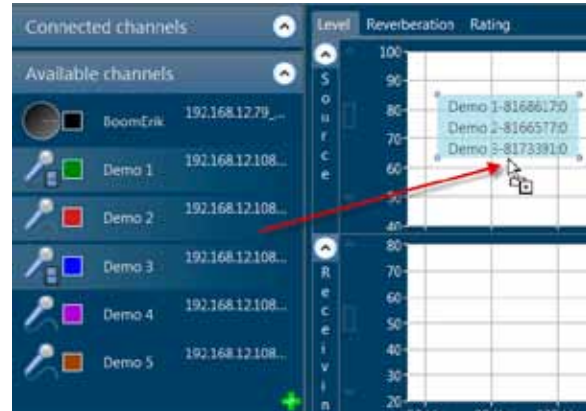 Connected channels
Available channels
BoomErik 192.168.12.79_...
Demo 1 192.168.12.108...
Demo 2 192.168.12.108...
Demo 3 192.168.12.108...
Demo 4 192.168.12.108...
Demo 5 192.168.12.108...
Level Reverberation Rating
Source
100
90
80
70
60
50
40
Demo 1-8168617:0
Demo 2-8166577:0
Demo 3-8173391:0
Receivin
80
70
60
50
40
30
20